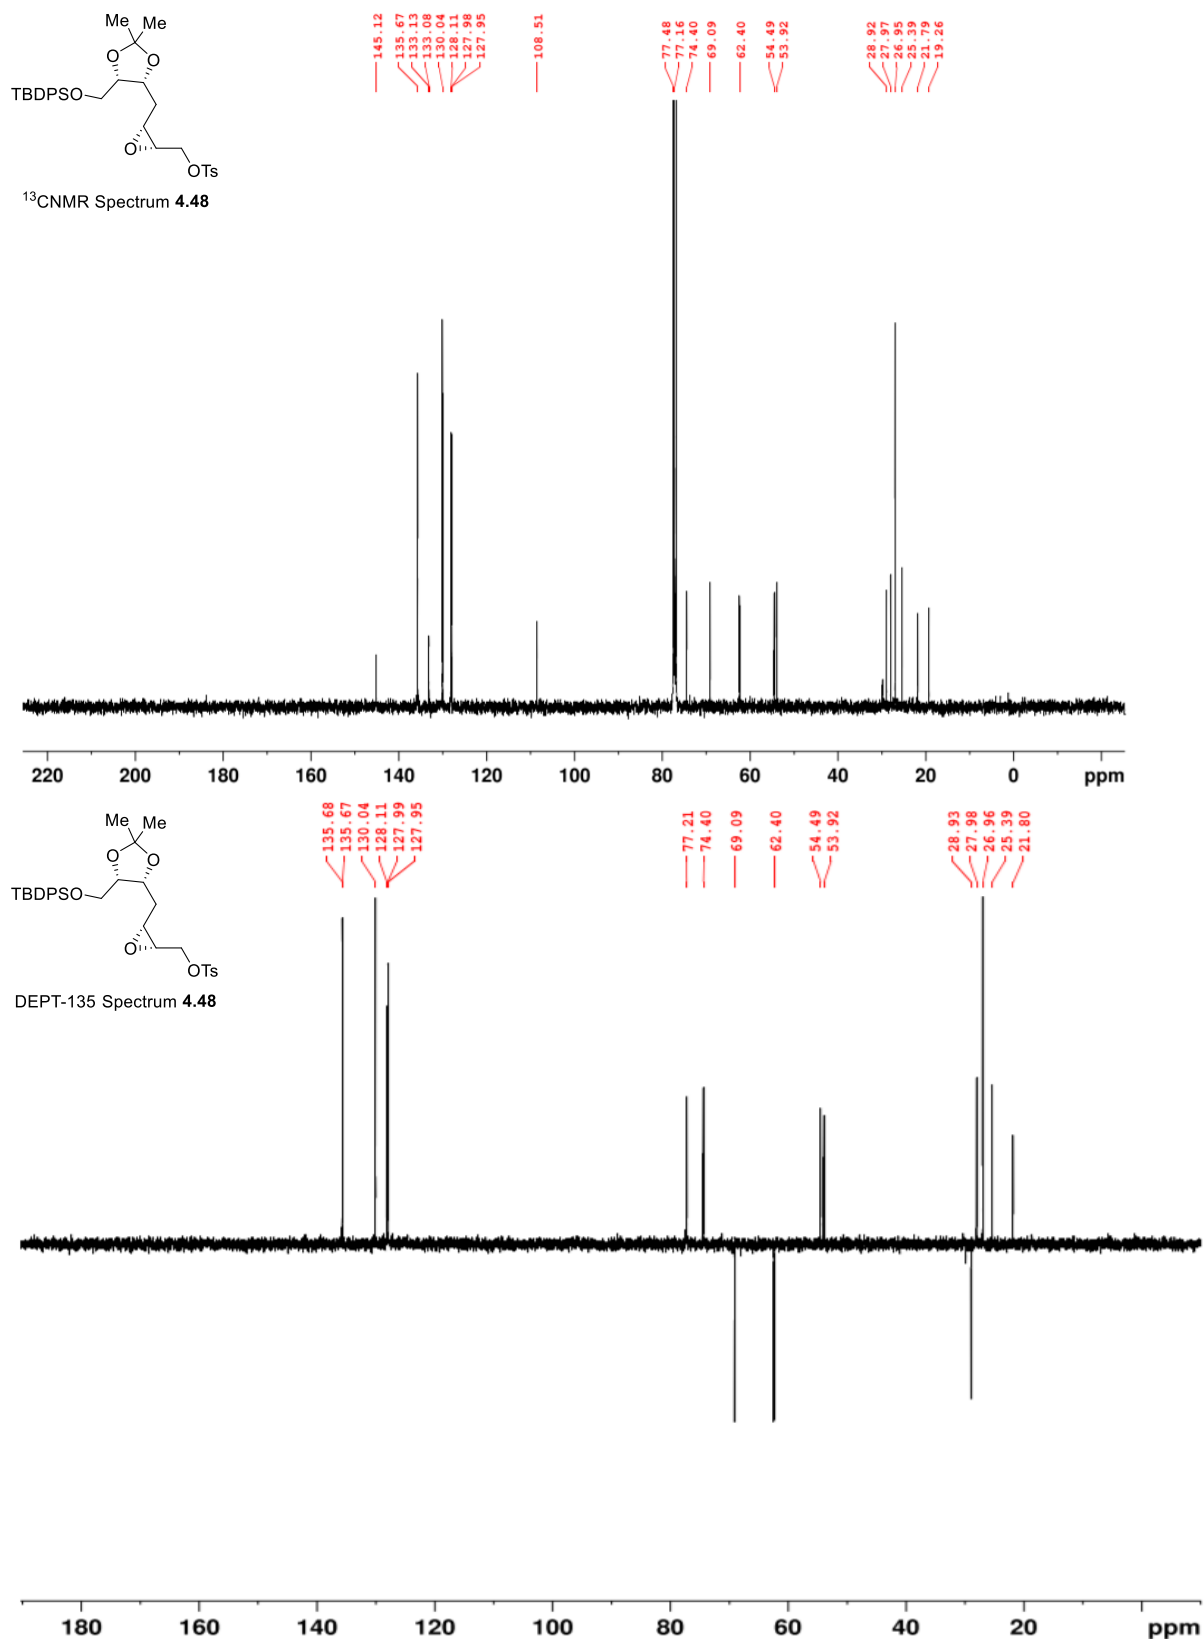 Me Me
O O
TBDPSO
O
OTs
¹³CNMR Spectrum 4.48
145.12
135.67
133.13
133.08
130.04
128.11
127.98
127.95
108.51
77.48
77.16
74.40
69.09
62.40
54.49
53.92
28.92
27.97
26.95
25.39
21.79
19.26
220 200 180 160 140 120 100 80 60 40 20 0 ppm
Me Me
O O
TBDPSO
O
OTs
DEPT-135 Spectrum 4.48
135.68
135.67
130.04
128.11
127.99
127.95
77.21
74.40
69.09
62.40
54.49
53.92
28.93
27.98
26.96
25.39
21.80
180 160 140 120 100 80 60 40 20 ppm